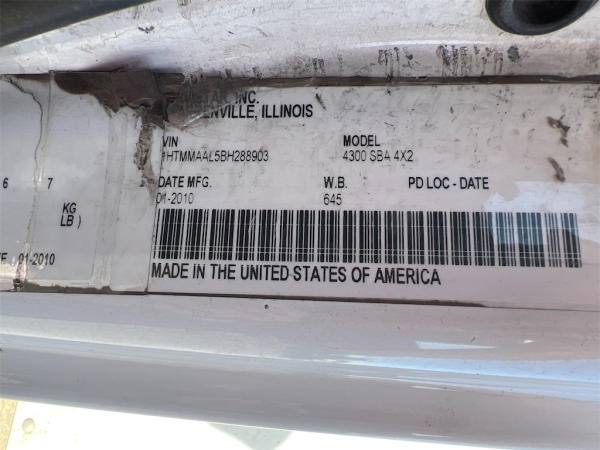 INC.
ENVILLE, ILLINOIS
VIN MODEL
1HTMMAAL5BH288903 4300 SBA 4X2
6 7
DATE MFG. W.B. PD LOC - DATE
01-2010 645
KG
LB )
TE : 01-2010
MADE IN THE UNITED STATES OF AMERICA